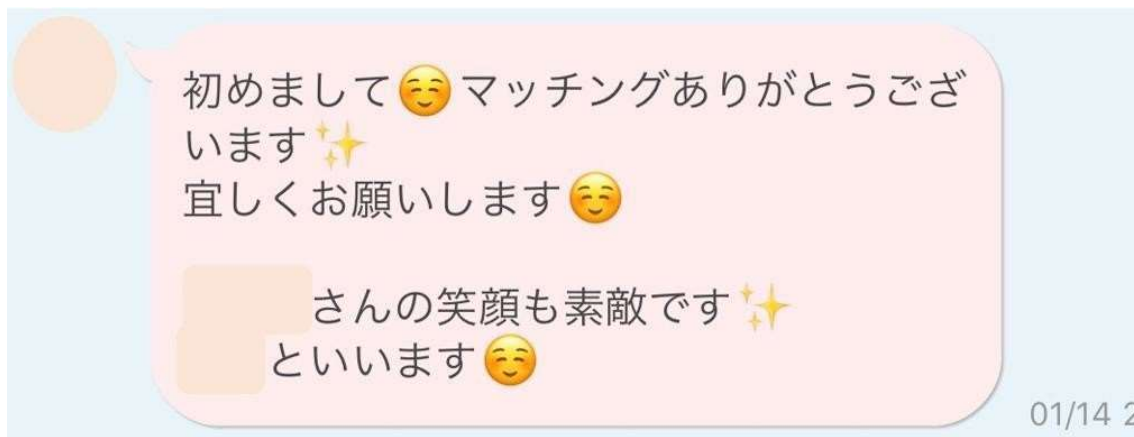 初めまして☺️マッチングありがとうござ
います✨
宜しくお願いします☺️
さんの笑顔も素敵です✨
といいます☺️
01/14 2